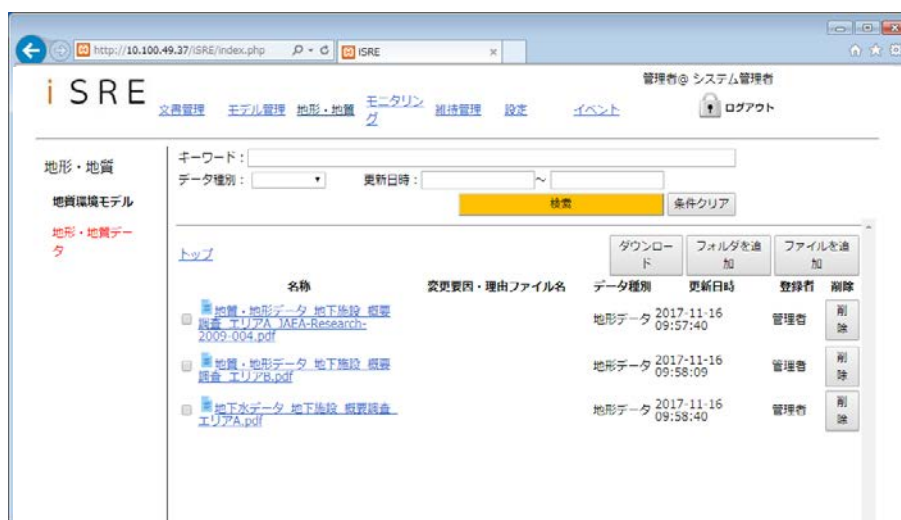 http://10.100.49.37/iSRE/index.php
iSRE
iSRE
管理者@ システム管理者
文書管理 モデル管理 地形・地質 モニタリン
グ
維持管理 設定 イベント
ログアウト
地形・地質
地質環境モデル
地形・地質デー
タ
キーワード：
データ種別： 更新日時： ～
検索 条件クリア
トップ
ダウンロー
ド
フォルダを追
加
ファイルを追
加
名称 変更要因・理由ファイル名 データ種別 更新日時 登録者 削除
地質・地形データ_地下施設_概要
調査_エリアA_JAEA-Research-
2009-004.pdf
地形データ 2017-11-16
09:57:40
管理者
削
除
地質・地形データ_地下施設_概要
調査_エリアB.pdf
地形データ 2017-11-16
09:58:09
管理者
削
除
地下水データ_地下施設_概要調査_
エリアA.pdf
地形データ 2017-11-16
09:58:40
管理者
削
除